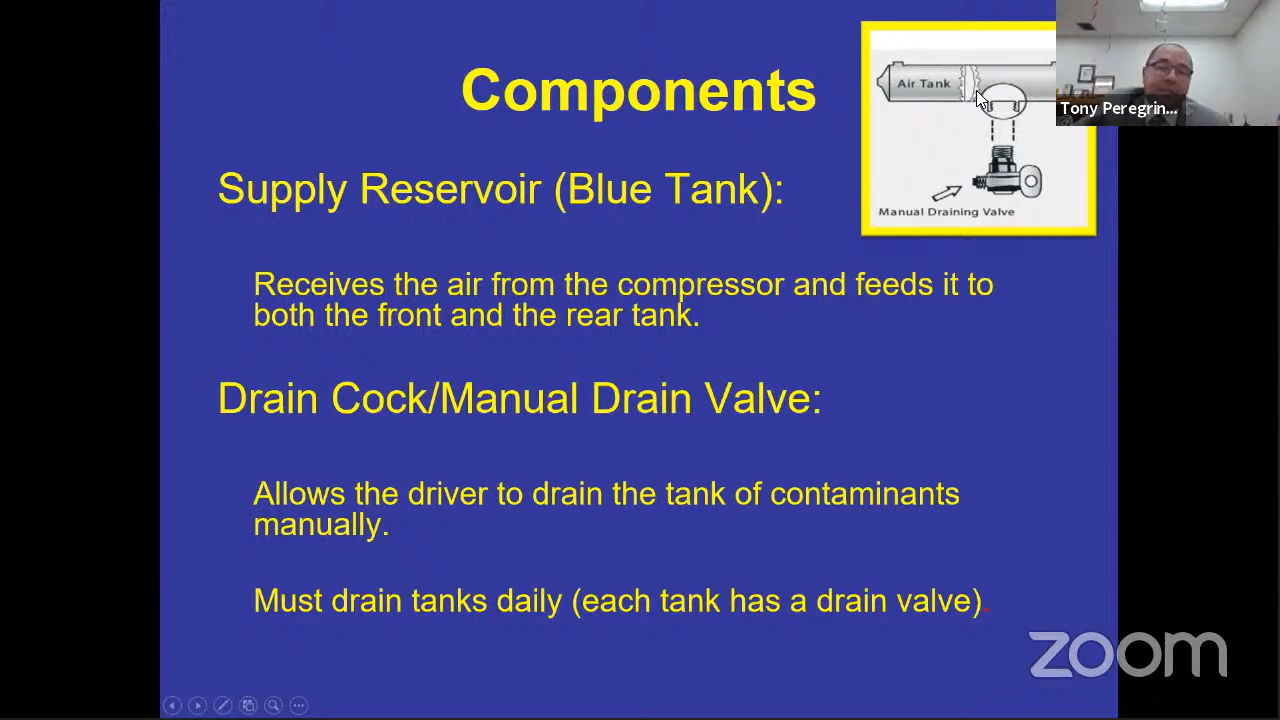 Components
Air Tank
Manual Draining Valve
Tony Peregrin...
Supply Reservoir (Blue Tank):
Receives the air from the compressor and feeds it to
both the front and the rear tank.
Drain Cock/Manual Drain Valve:
Allows the driver to drain the tank of contaminants
manually.
Must drain tanks daily (each tank has a drain valve).
zoom